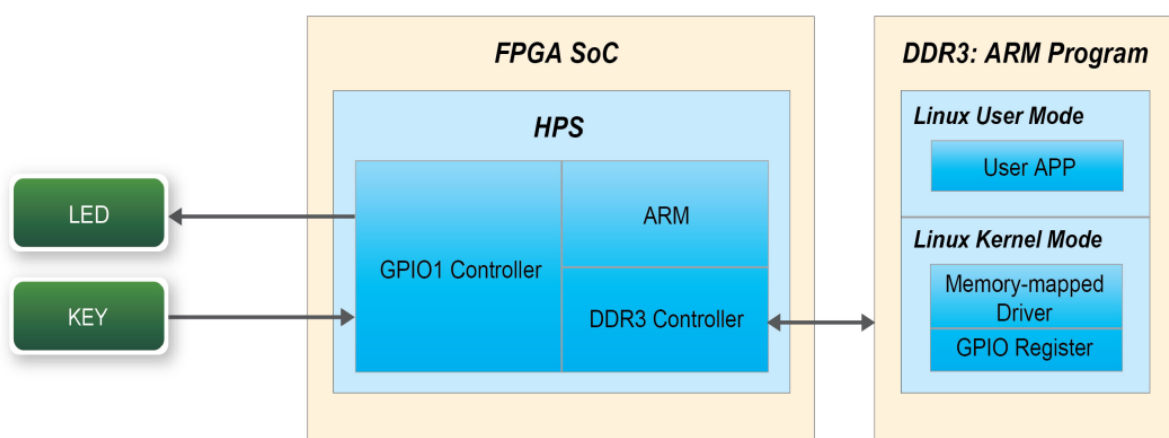 FPGA SoC
HPS
LED
KEY
GPIO1 Controller
ARM
DDR3 Controller
DDR3: ARM Program
Linux User Mode
User APP
Linux Kernel Mode
Memory-mapped
Driver
GPIO Register